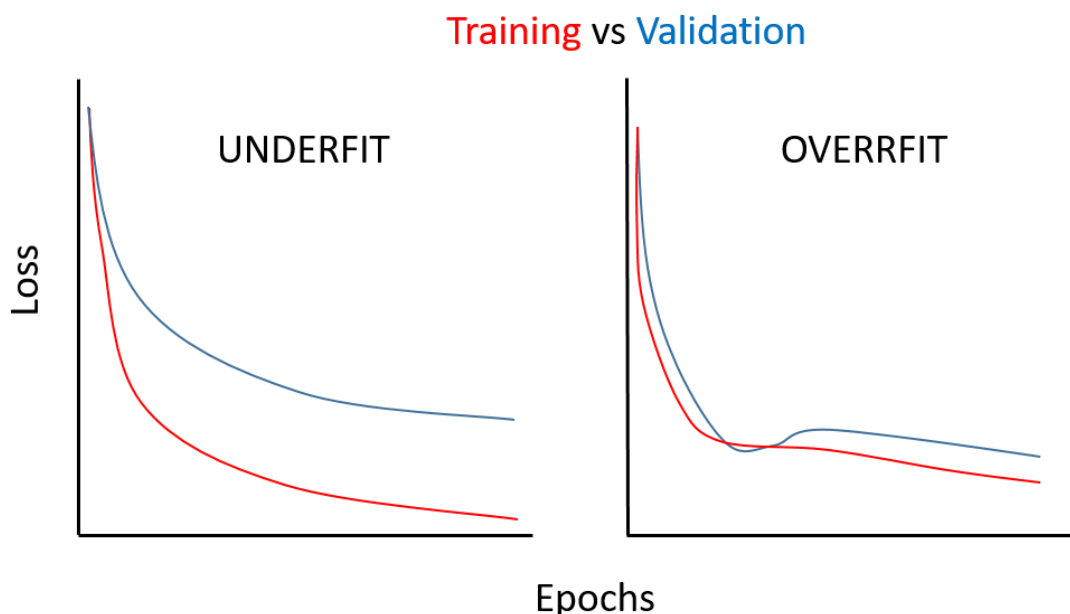 Training vs Validation
UNDERFIT
OVERRFIT
Loss
Epochs